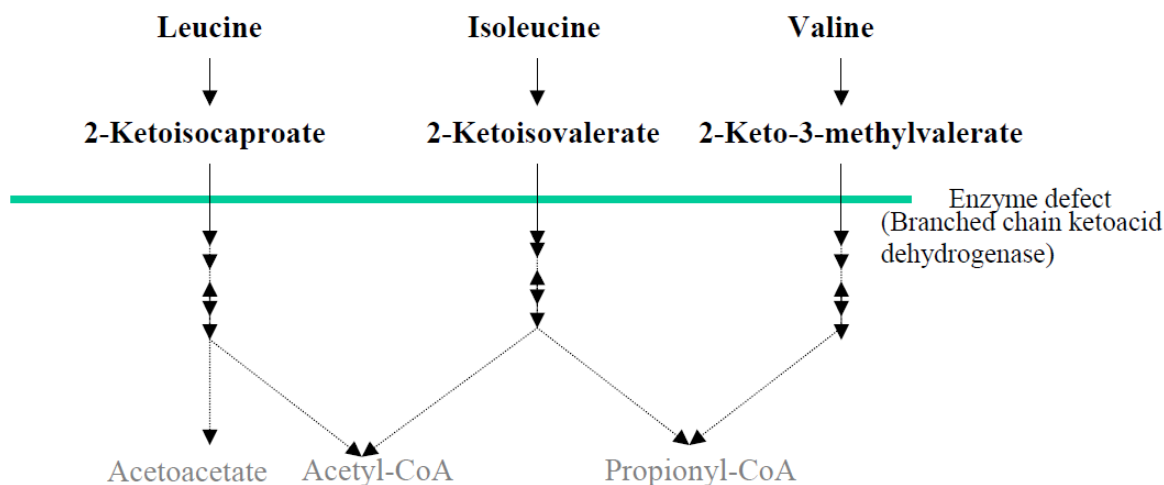 Leucine Isoleucine Valine
2-Ketoisocaproate 2-Ketoisovalerate 2-Keto-3-methylvalerate
Enzyme defect
(Branched chain ketoacid
dehydrogenase)
Acetoacetate Acetyl-CoA Propionyl-CoA